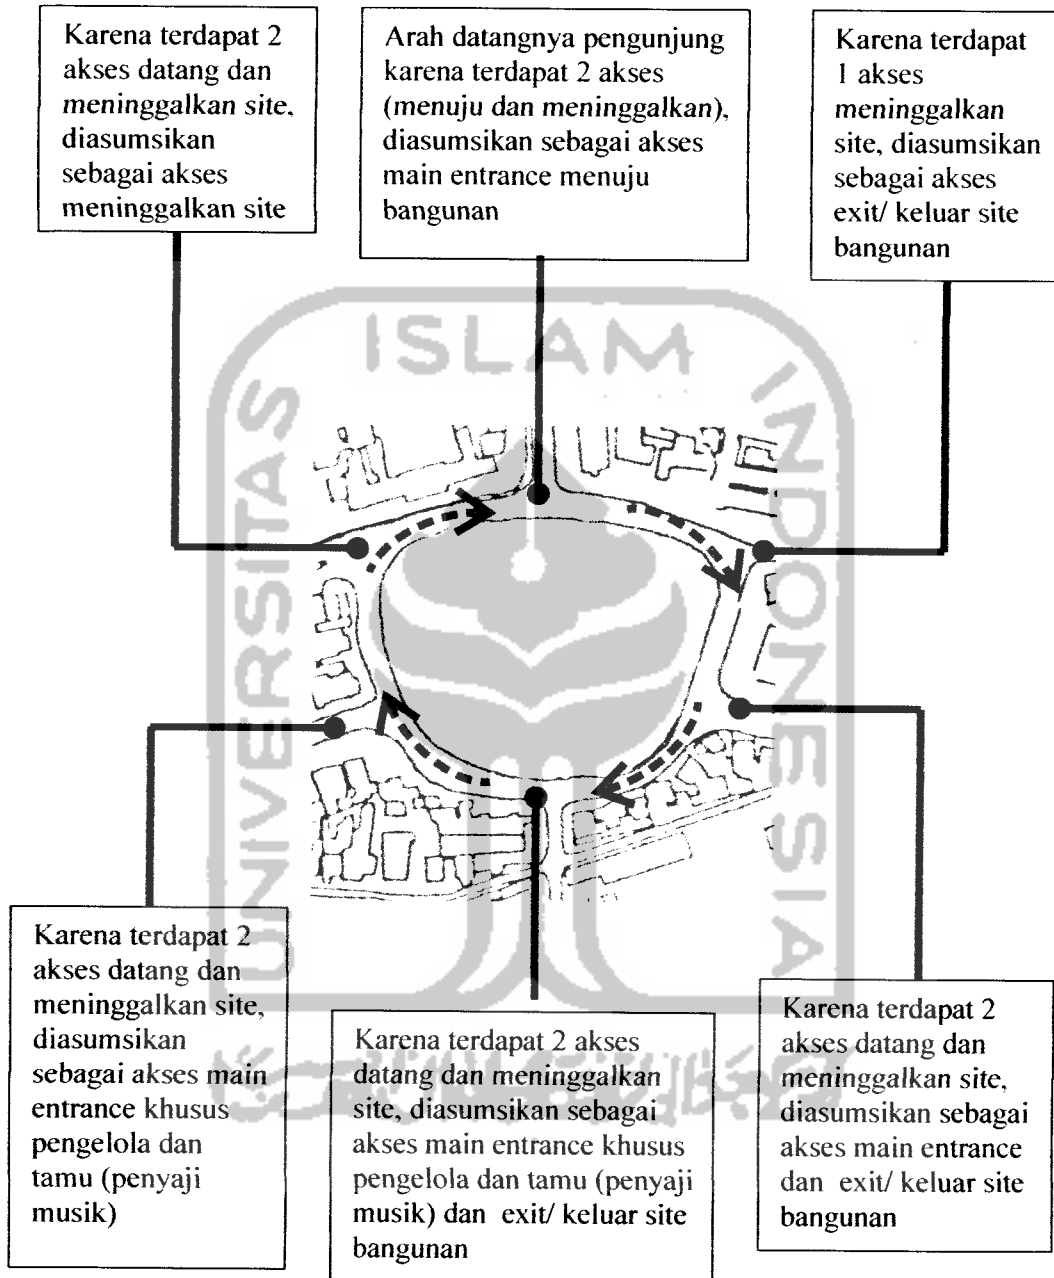 Karena terdapat 2
akses datang dan
meninggalkan site,
diasumsikan
sebagai akses
meninggalkan site
Arah datangnya pengunjung
karena terdapat 2 akses
(menuju dan meninggalkan),
diasumsikan sebagai akses
main entrance menuju
bangunan
Karena terdapat
1 akses
meninggalkan
site, diasumsikan
sebagai akses
exit/ keluar site
bangunan
UNIVERSITAS
ISLAM
INDONESIA
Karena terdapat 2
akses datang dan
meninggalkan site,
diasumsikan
sebagai akses main
entrance khusus
pengelola dan
tamu (penyaji
musik)
Karena terdapat 2 akses
datang dan meninggalkan
site, diasumsikan sebagai
akses main entrance khusus
pengelola dan tamu (penyaji
musik) dan exit/ keluar site
bangunan
Karena terdapat 2
akses datang dan
meninggalkan site,
diasumsikan sebagai
akses main entrance
dan exit/ keluar site
bangunan